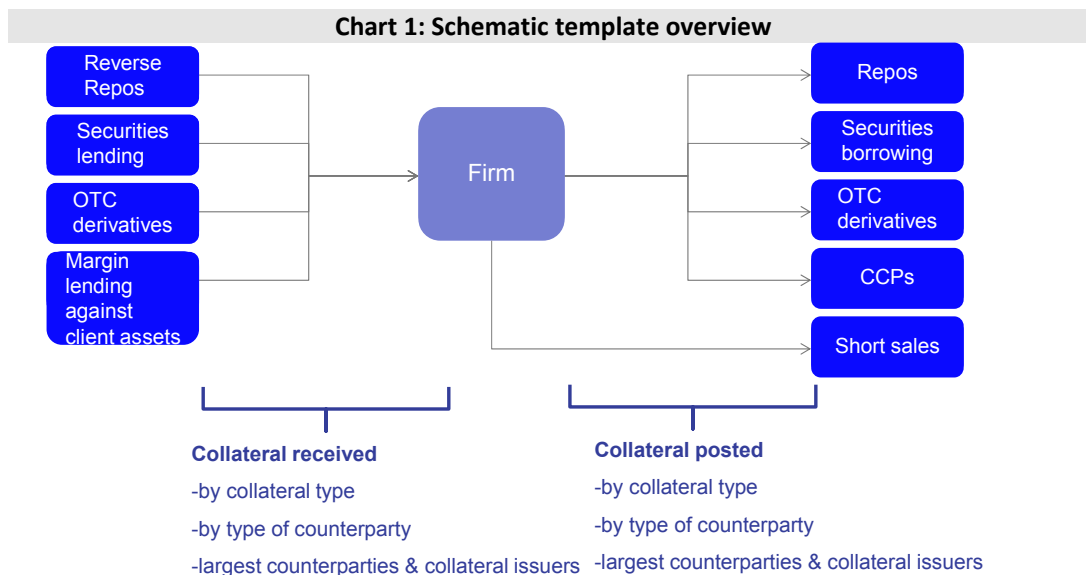 Chart 1: Schematic template overview
Reverse
Repos
Securities
lending
OTC
derivatives
Margin
lending
against
client assets
Firm
Repos
Securities
borrowing
OTC
derivatives
CCPs
Short sales
Collateral received
-by collateral type
-by type of counterparty
-largest counterparties & collateral issuers
Collateral posted
-by collateral type
-by type of counterparty
-largest counterparties & collateral issuers